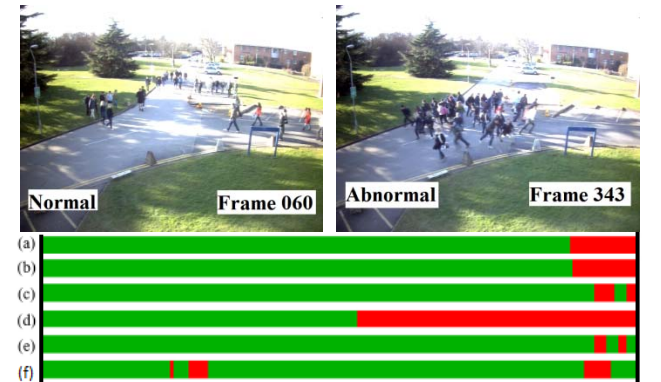 Normal
Frame 060
Abnormal
Frame 343
(a)
(b)
(c)
(d)
(e)
(f)